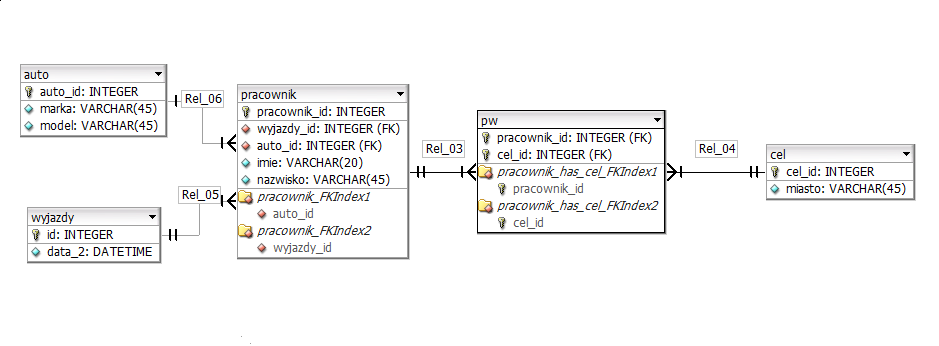 auto
auto_id: INTEGER
marka: VARCHAR(45)
model: VARCHAR(45)
Rel_06
pracownik
pracownik_id: INTEGER
wyjazdy_id: INTEGER (FK)
auto_id: INTEGER (FK)
imie: VARCHAR(20)
nazwisko: VARCHAR(45)
pracownik_FKIndex1
auto_id
pracownik_FKIndex2
wyjazdy_id
Rel_05
wyjazdy
id: INTEGER
data_2: DATETIME
Rel_03
pw
pracownik_id: INTEGER (FK)
cel_id: INTEGER (FK)
pracownik_has_cel_FKIndex1
pracownik_id
pracownik_has_cel_FKIndex2
cel_id
Rel_04
cel
cel_id: INTEGER
miasto: VARCHAR(45)